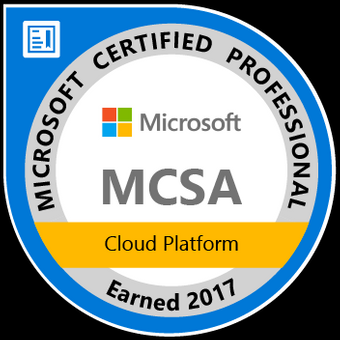 MICROSOFT CERTIFIED PROFESSIONAL
Microsoft
MCSA
Cloud Platform
Earned 2017